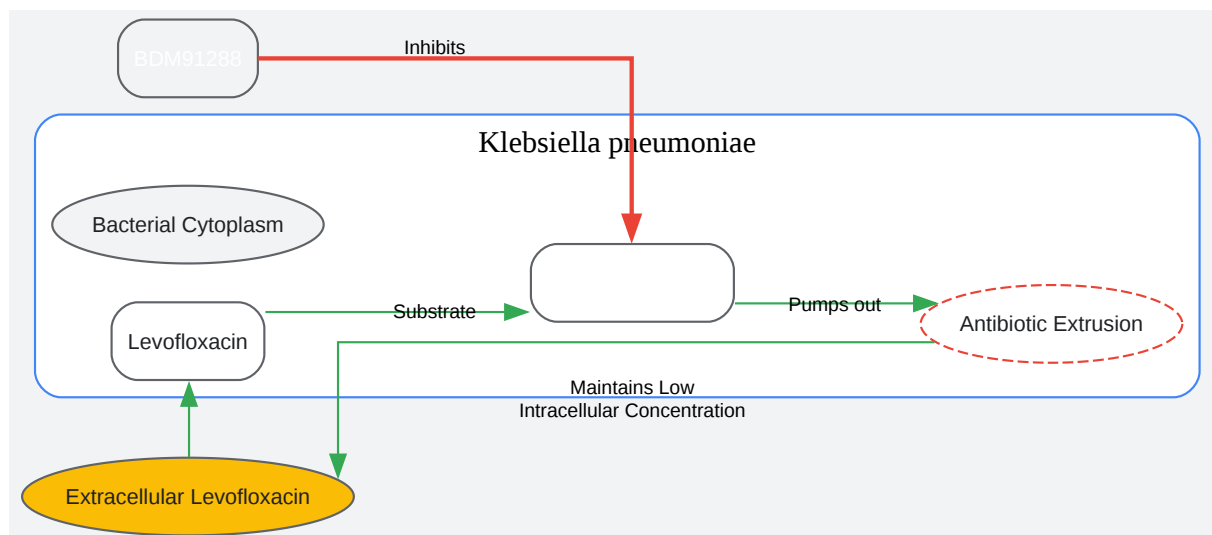 BDM91288
Inhibits
Klebsiella pneumoniae
Bacterial Cytoplasm
Substrate
Pumps out
Levofloxacin
Antibiotic Extrusion
Maintains Low
Intracellular Concentration
Extracellular Levofloxacin